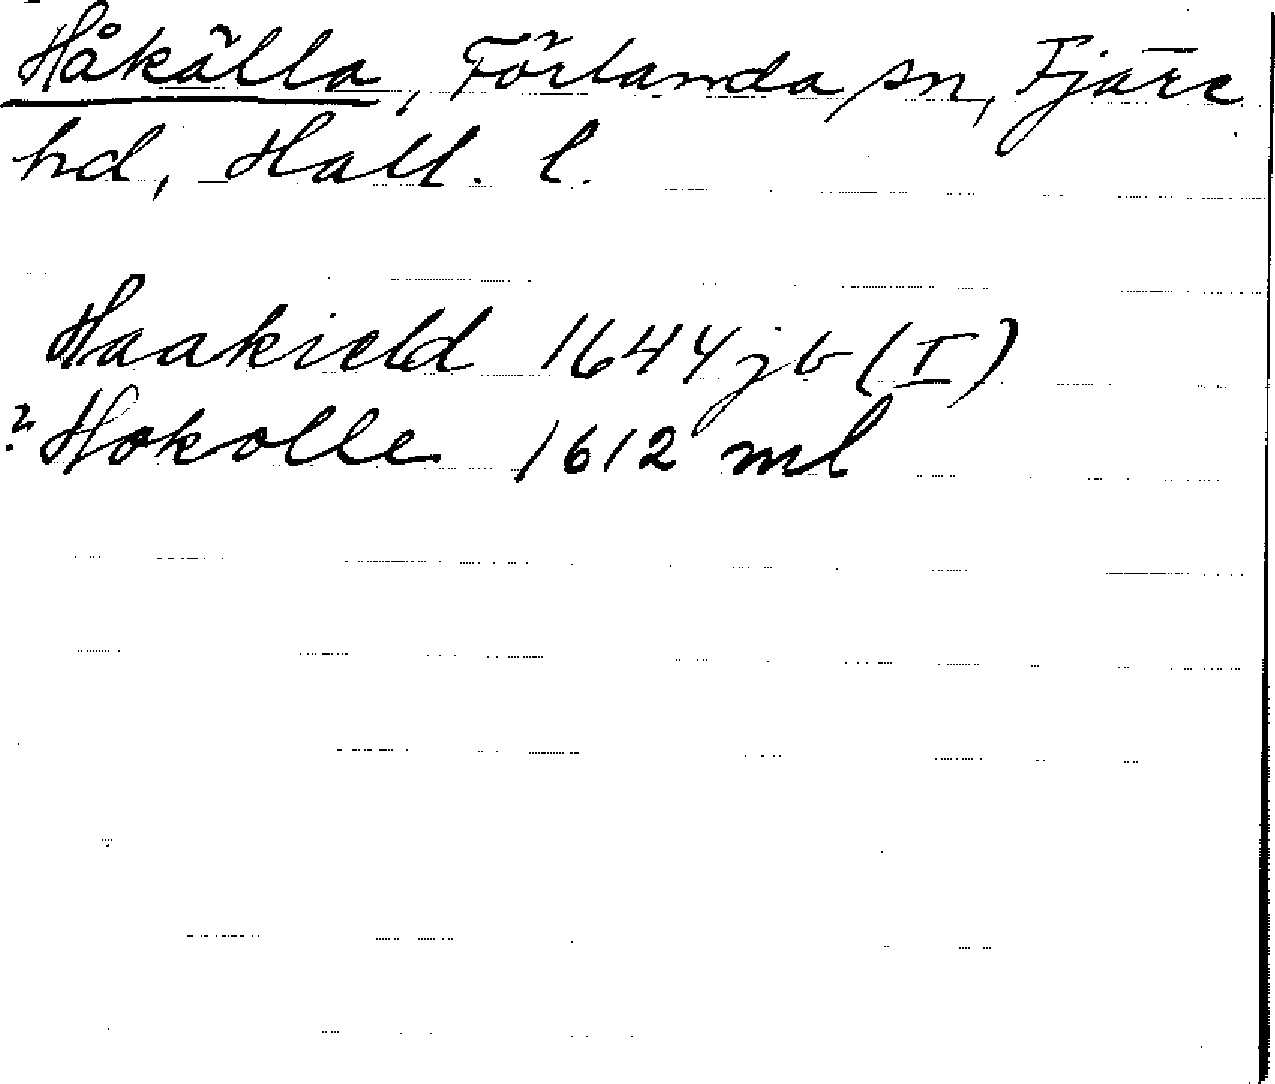 Håkälla, Förlanda sn, Fjäre
hd, Hall. l.
Haakield 1644 jb (I)
? Hokolle 1612 ml